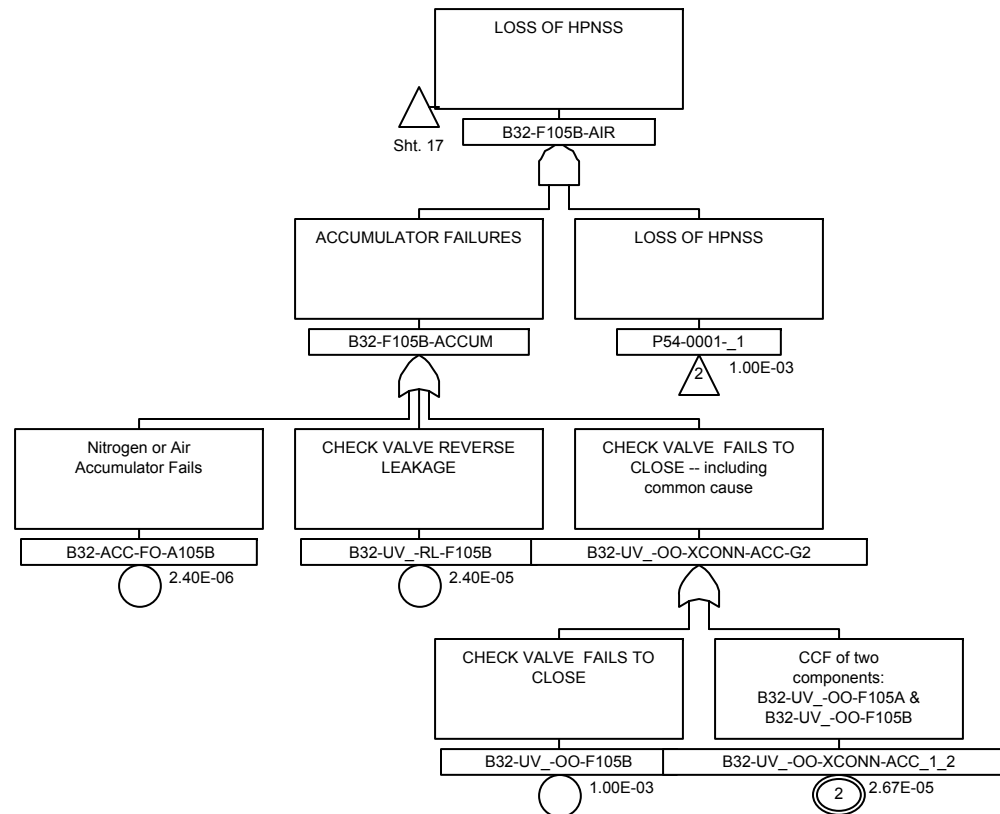 LOSS OF HPNSS
Sht. 17
B32-F105B-AIR
ACCUMULATOR FAILURES
LOSS OF HPNSS
B32-F105B-ACCUM
P54-0001-_1
2
1.00E-03
Nitrogen or Air
Accumulator Fails
CHECK VALVE REVERSE
LEAKAGE
CHECK VALVE FAILS TO
CLOSE -- including
common cause
B32-ACC-FO-A105B
B32-UV_-RL-F105B
B32-UV_-OO-XCONN-ACC-G2
2.40E-06
2.40E-05
CHECK VALVE FAILS TO
CLOSE
CCF of two
components:
B32-UV_-OO-F105A &
B32-UV_-OO-F105B
B32-UV_-OO-F105B
B32-UV_-OO-XCONN-ACC_1_2
1.00E-03
2
2.67E-05